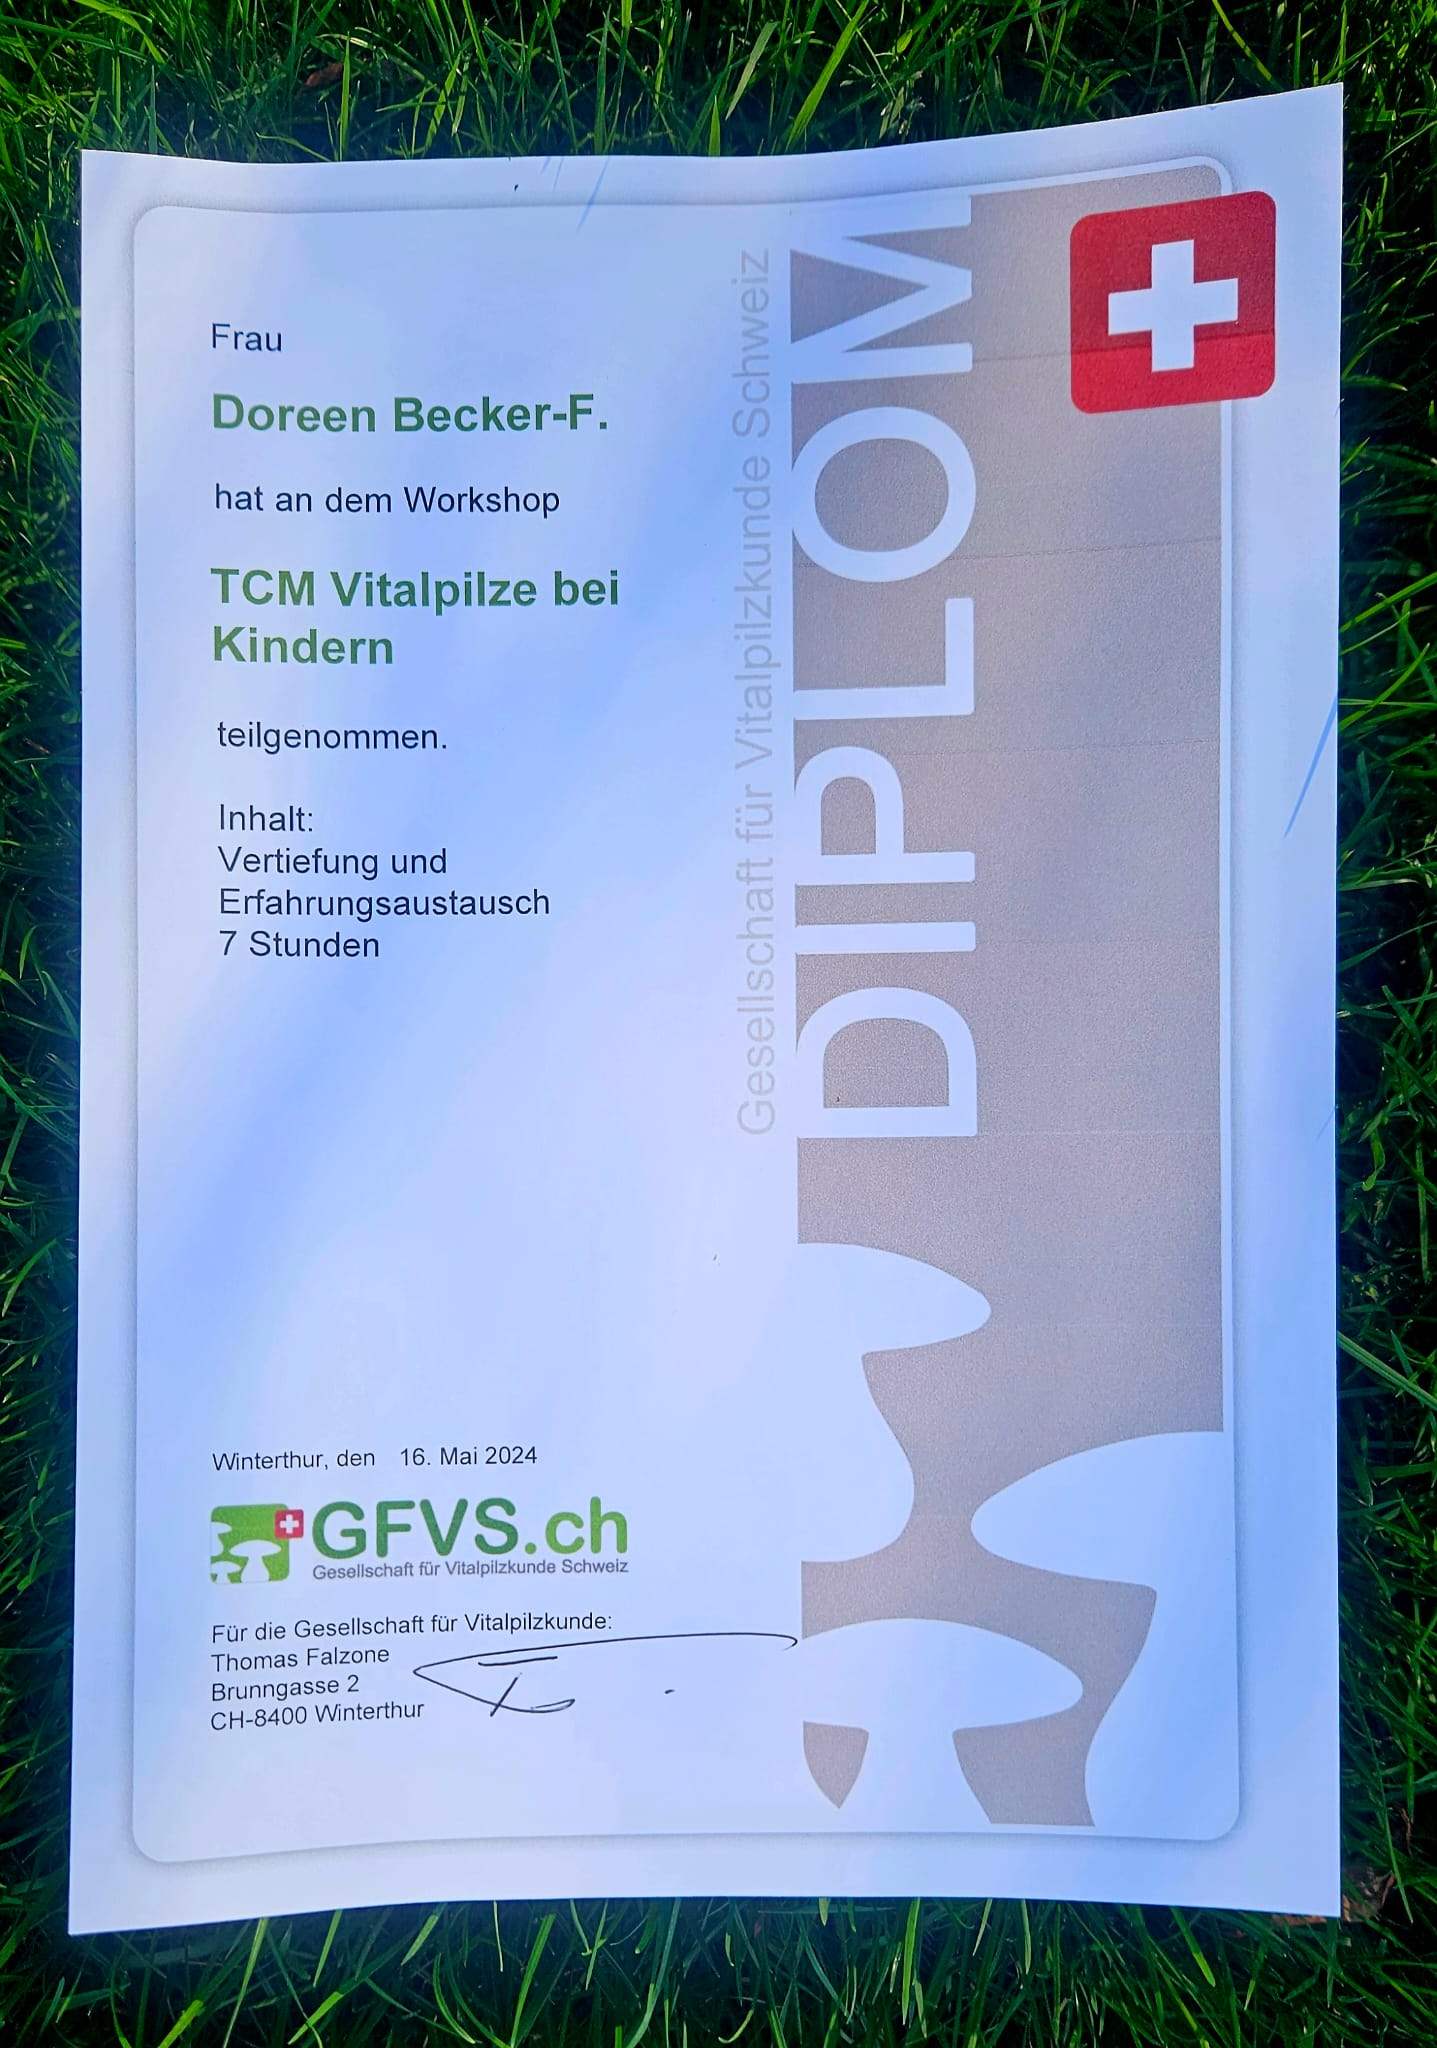 Frau
Doreen Becker-F.
hat an dem Workshop
TCM Vitalpilze bei
Kindern
teilgenommen.
Inhalt:
Vertiefung und
Erfahrungsaustausch
7 Stunden
Gesellschaft für Vitalpilzkunde Schweiz
DIPLOM
Winterthur, den 16. Mai 2024
GFVS.ch
Gesellschaft für Vitalpilzkunde Schweiz
Für die Gesellschaft für Vitalpilzkunde:
Thomas Falzone
Brunngasse 2
CH-8400 Winterthur